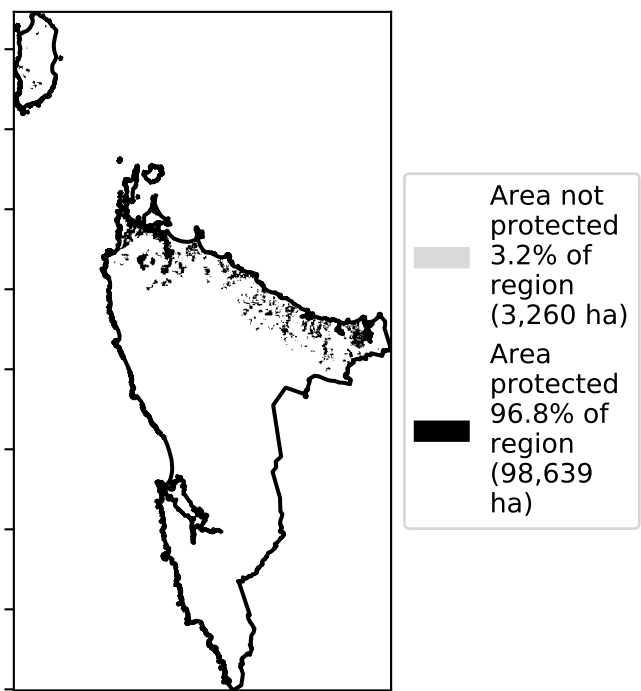 Area not
protected
3.2% of
region
(3,260 ha)
Area
protected
96.8% of
region
(98,639
ha)